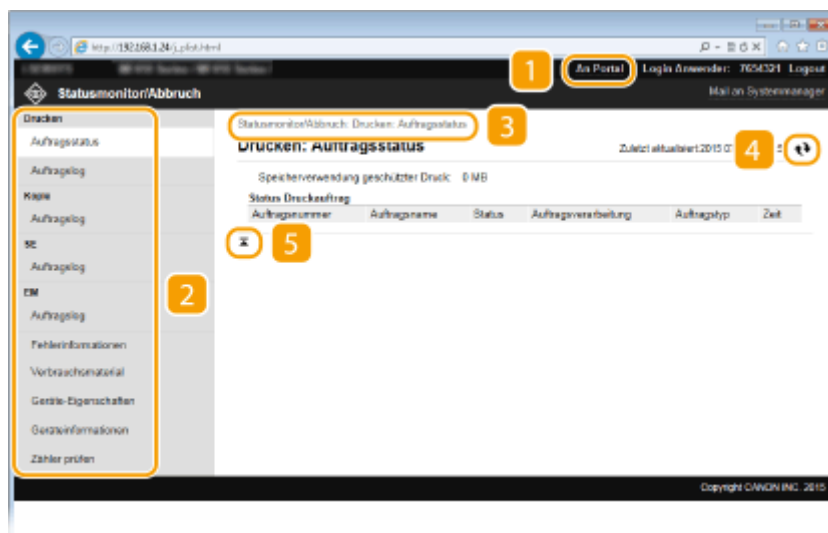 http://192.168.1.24/j_plist.html
1
An Portal
Login Anwender: 7654321 Logout
Statusmonitor/Abbruch
Mail an Systemmanager
Drucken
Auftragsstatus
Auftragslog
Kopie
Auftragslog
SE
Auftragslog
EM
Auftragslog
Fehlerinformationen
Verbrauchsmaterial
Geräte-Eigenschaften
Geräteinformationen
Zähler prüfen
2
Statusmonitor/Abbruch: Drucken: Auftragsstatus
3
Drucken: Auftragsstatus
Zuletzt aktualisiert:2015
4
Speicherverwendung geschützter Druck: 0 MB
Status Druckauftrag
Auftragsnummer Auftragsname Status Auftragsverarbeitung Auftragstyp Zeit
5
Copyright CANON INC. 2015